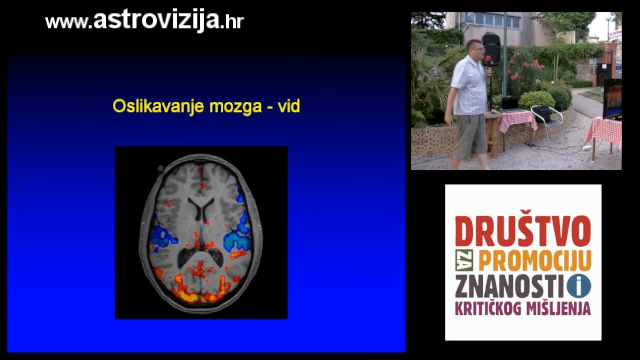 www.astrovizija.hr
Oslikavanje mozga - vid
DRUŠTVO
ZA PROMOCIJU
ZNANOSTI i
KRITIČKOG MIŠLJENJA